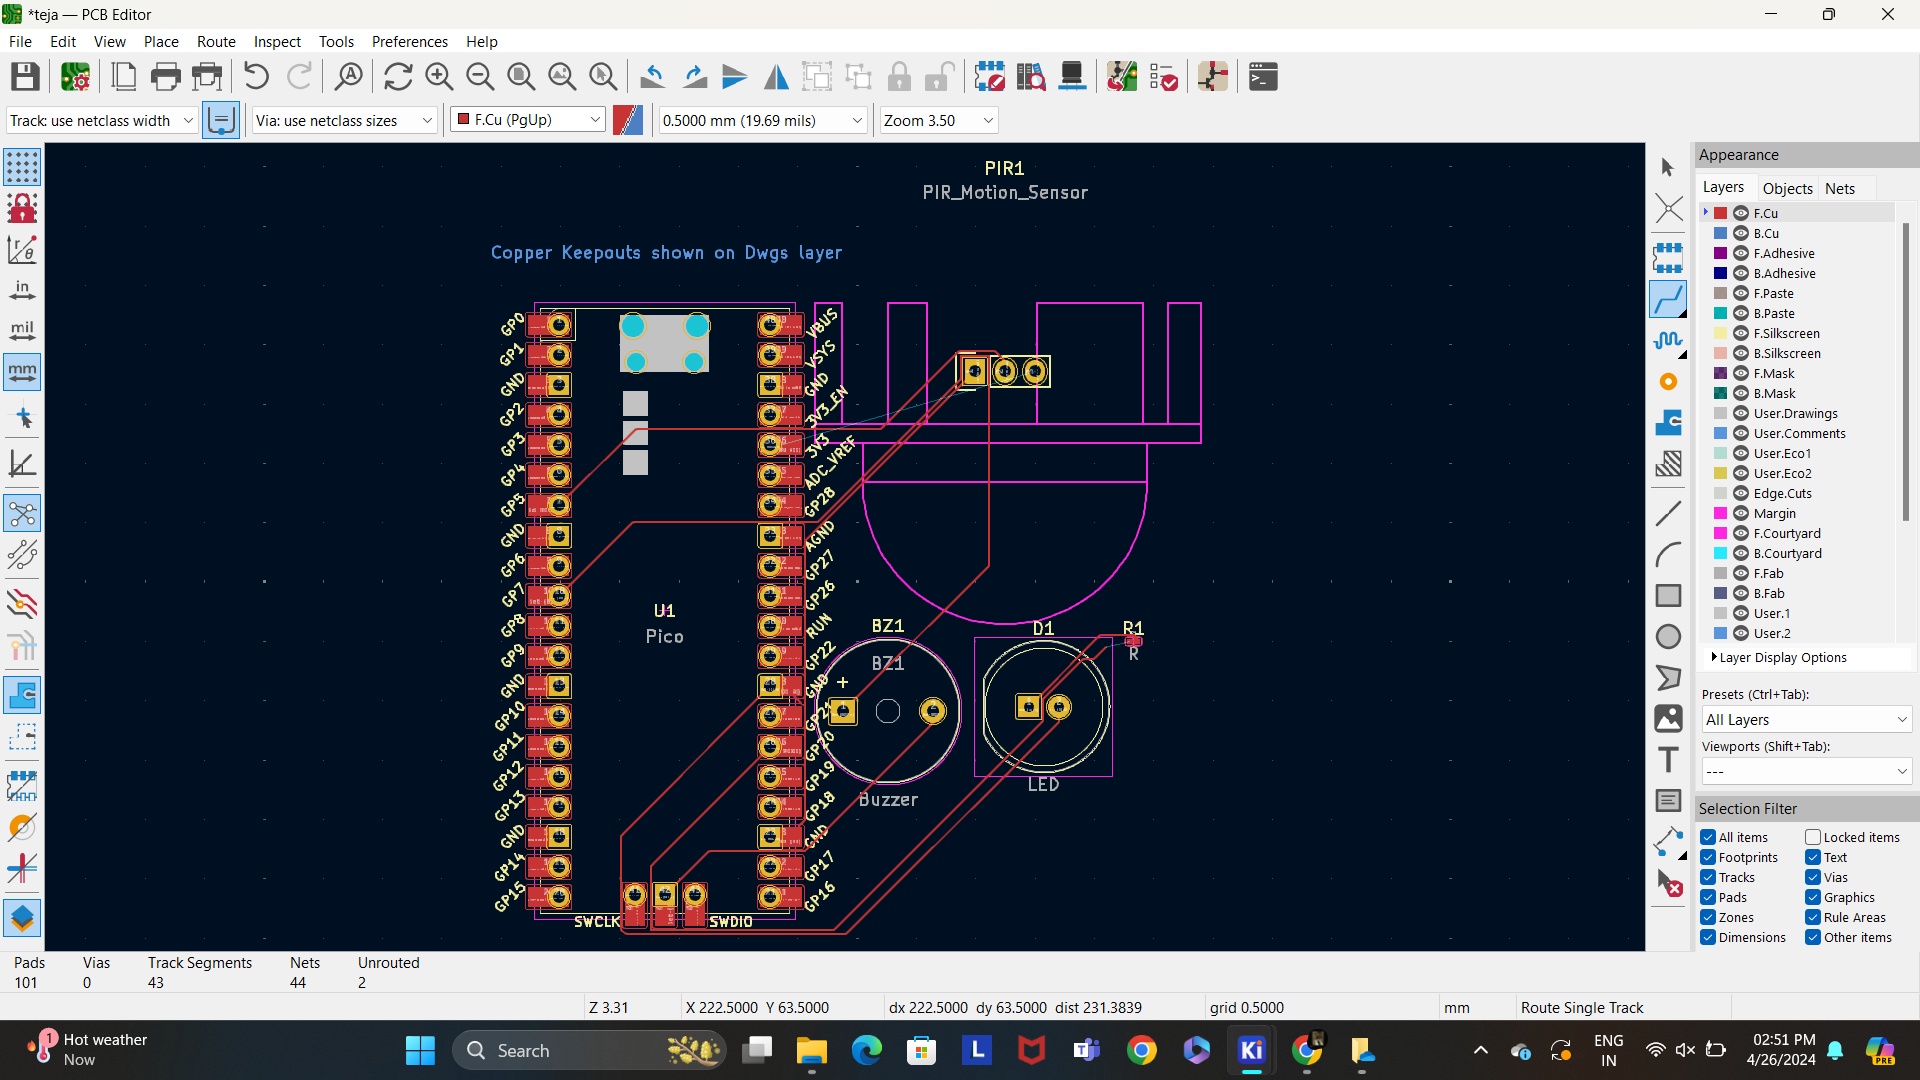 *teja — PCB Editor
File Edit View Place Route Inspect Tools Preferences Help
Track: use netclass width Via: use netclass sizes F.Cu (PgUp) 0.5000 mm (19.69 mils) Zoom 3.50
in
mil
mm
PIR1
PIR_Motion_Sensor
Copper Keepouts shown on Dwgs layer
GP0
GP1
GND
GP2
GP3
GP4
GP5
GND
GP6
GP7
GP8
GP9
GND
GP10
GP11
GP12
GP13
GND
GP14
GP15
VBUS
VSYS
GND
3V3_EN
3V3
ADC_VREF
GP28
AGND
GP27
GP26
RUN
GP22
GND
GP21
GP20
GP19
GP18
GND
GP17
GP16
SWCLK
SWDIO
U1
Pico
BZ1
BZ1
+
Buzzer
D1
LED
R1
R
Appearance
Layers Objects Nets
F.Cu
B.Cu
F.Adhesive
B.Adhesive
F.Paste
B.Paste
F.Silkscreen
B.Silkscreen
F.Mask
B.Mask
User.Drawings
User.Comments
User.Eco1
User.Eco2
Edge.Cuts
Margin
F.Courtyard
B.Courtyard
F.Fab
B.Fab
User.1
User.2
Layer Display Options
Presets (Ctrl+Tab):
All Layers
Viewports (Shift+Tab):
---
Selection Filter
All items Locked items
Footprints Text
Tracks Vias
Pads Graphics
Zones Rule Areas
Dimensions Other items
Pads Vias Track Segments Nets Unrouted
101 0 43 44 2
Z 3.31 X 222.5000 Y 63.5000 dx 222.5000 dy 63.5000 dist 231.3839 grid 0.5000 mm Route Single Track
1
Hot weather
Now
Search
L
Ki
PRE
ENG
IN
02:51 PM
4/26/2024